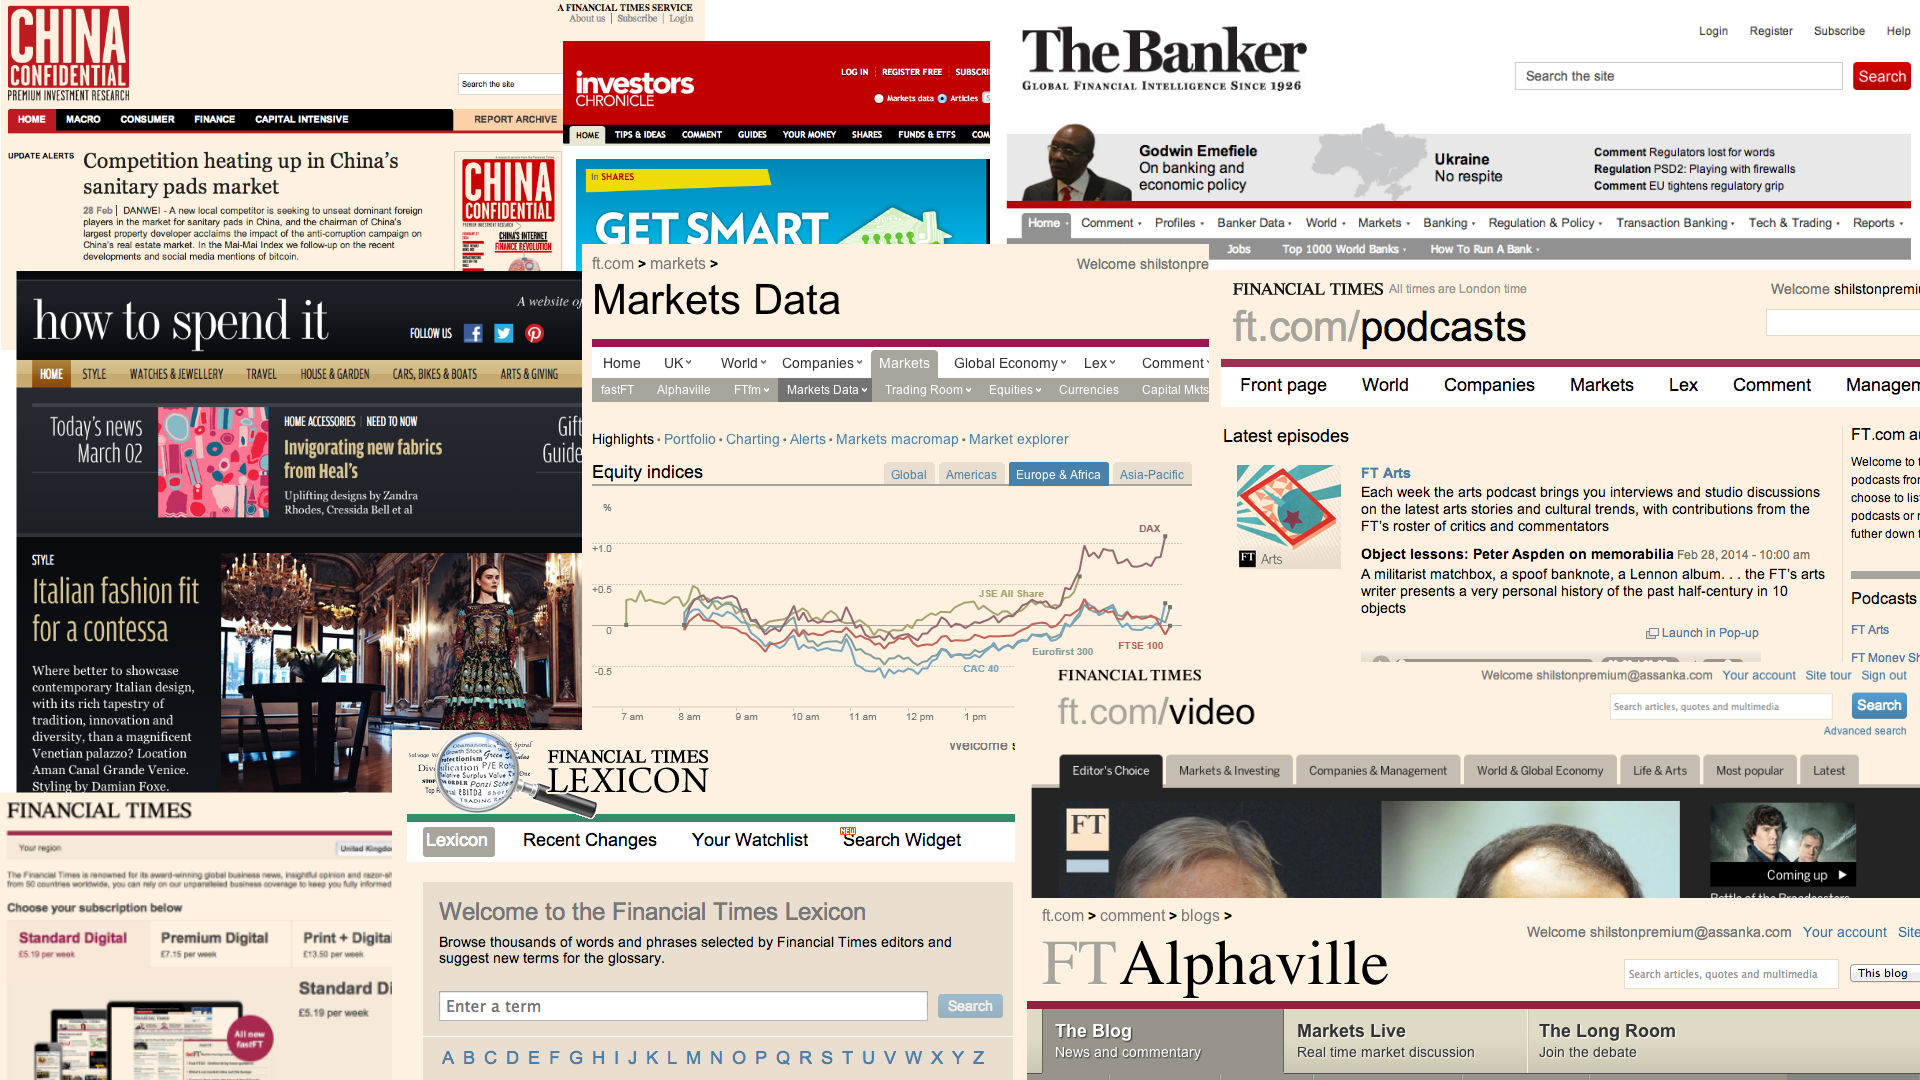 CHINA
CONFIDENTIAL
PREMIUM INVESTMENT RESEARCH
A FINANCIAL TIMES SERVICE
About us | Subscribe | Login
Search the site
HOME MACRO CONSUMER FINANCE CAPITAL INTENSIVE REPORT ARCHIVE
UPDATE ALERTS
Competition heating up in China's
sanitary pads market
28 Feb | DANWEI - A new local competitor is seeking to unseat dominant foreign
players in the market for sanitary pads in China, and the chairman of China's
largest property developer acclaims the impact of the anti-corruption campaign on
China's real estate market. In the Mai-Mai Index we follow-up on the recent
developments and social media mentions of bitcoin.
CHINA
CONFIDENTIAL
CHINA'S INTERNET
FINANCE REVOLUTION
investors
CHRONICLE
LOG IN REGISTER FREE
Markets data Articles
HOME TIPS & IDEAS COMMENT GUIDES YOUR MONEY SHARES FUNDS & ETFS
In SHARES
GET SMART
The Banker
GLOBAL FINANCIAL INTELLIGENCE SINCE 1926
Login Register Subscribe Help
Search the site
Search
Godwin Emefiele
On banking and
economic policy
Ukraine
No respite
Comment Regulators lost for words
Regulation PSD2: Playing with firewalls
Comment EU tightens regulatory grip
Home Comment Profiles Banker Data World Markets Banking Regulation & Policy Transaction Banking Tech & Trading Reports
Jobs Top 1000 World Banks How To Run A Bank
how to spend it
A website of
FOLLOW US
HOME STYLE WATCHES & JEWELLERY TRAVEL HOUSE & GARDEN CARS, BIKES & BOATS ARTS & GIVING
Today's news
March 02
HOME ACCESSORIES | NEED TO NOW
Invigorating new fabrics
from Heal's
Uplifting designs by Zandra
Rhodes, Cressida Bell et al
Gift
Guide
STYLE
Italian fashion fit
for a contessa
Where better to showcase
contemporary Italian design,
with its rich tapestry of
tradition, innovation and
diversity, than a magnificent
Venetian palazzo? Location
Aman Canal Grande Venice.
Styling by Damian Foxe.
ft.com > markets >
Welcome shilstonpre
Markets Data
Home UK World Companies Markets Global Economy Lex Comment
fastFT Alphaville FTfm Markets Data Trading Room Equities Currencies Capital Mkts
Highlights • Portfolio • Charting • Alerts • Markets macromap • Market explorer
Equity indices
Global Americas Europe & Africa Asia-Pacific
%
+1.0
+0.5
0
-0.5
DAX
JSE All Share
FTSE 100
Eurofirst 300
CAC 40
7 am 8 am 9 am 10 am 11 am 12 pm 1 pm
FINANCIAL TIMES All times are London time
Welcome shilstonpremi
ft.com/podcasts
Front page World Companies Markets Lex Comment Managem
Latest episodes
FT Arts
Each week the arts podcast brings you interviews and studio discussions
on the latest arts stories and cultural trends, with contributions from the
FT's roster of critics and commentators
FT Arts
Object lessons: Peter Aspden on memorabilia Feb 28, 2014 - 10:00 am
A militarist matchbox, a spoof banknote, a Lennon album. . . the FT's arts
writer presents a very personal history of the past half-century in 10
objects
Launch in Pop-up
FT.com a
Welcome to
podcasts fro
choose to lis
podcasts or
futher down
Podcasts
FT Arts
FT Money Sh
FINANCIAL TIMES
ft.com/video
Welcome shilstonpremium@assanka.com Your account Site tour Sign out
Search articles, quotes and multimedia
Search
Advanced search
Editor's Choice Markets & Investing Companies & Management World & Global Economy Life & Arts Most popular Latest
FT
Coming up
Battle of the Broadcasters
FINANCIAL TIMES
LEXICON
Welcome s
Lexicon Recent Changes Your Watchlist NEW Search Widget
Welcome to the Financial Times Lexicon
Browse thousands of words and phrases selected by Financial Times editors and
suggest new terms for the glossary.
Enter a term
Search
A B C D E F G H I J K L M N O P Q R S T U V W X Y Z
FINANCIAL TIMES
Your region
United Kingdo
The Financial Times is renowned for its award-winning global business news, insightful opinion and razor-sh
from 50 countries worldwide, you can rely on our unparalleled business coverage to keep you fully informed
Choose your subscription below
Standard Digital Premium Digital Print + Digita
£5.19 per week £7.15 per week £13.50 per week
Standard Di
£5.19 per week
All new
fastFT
ft.com > comment > blogs >
FT Alphaville
Welcome shilstonpremium@assanka.com Your account Site
Search articles, quotes and multimedia
This blog
The Blog
News and commentary
Markets Live
Real time market discussion
The Long Room
Join the debate